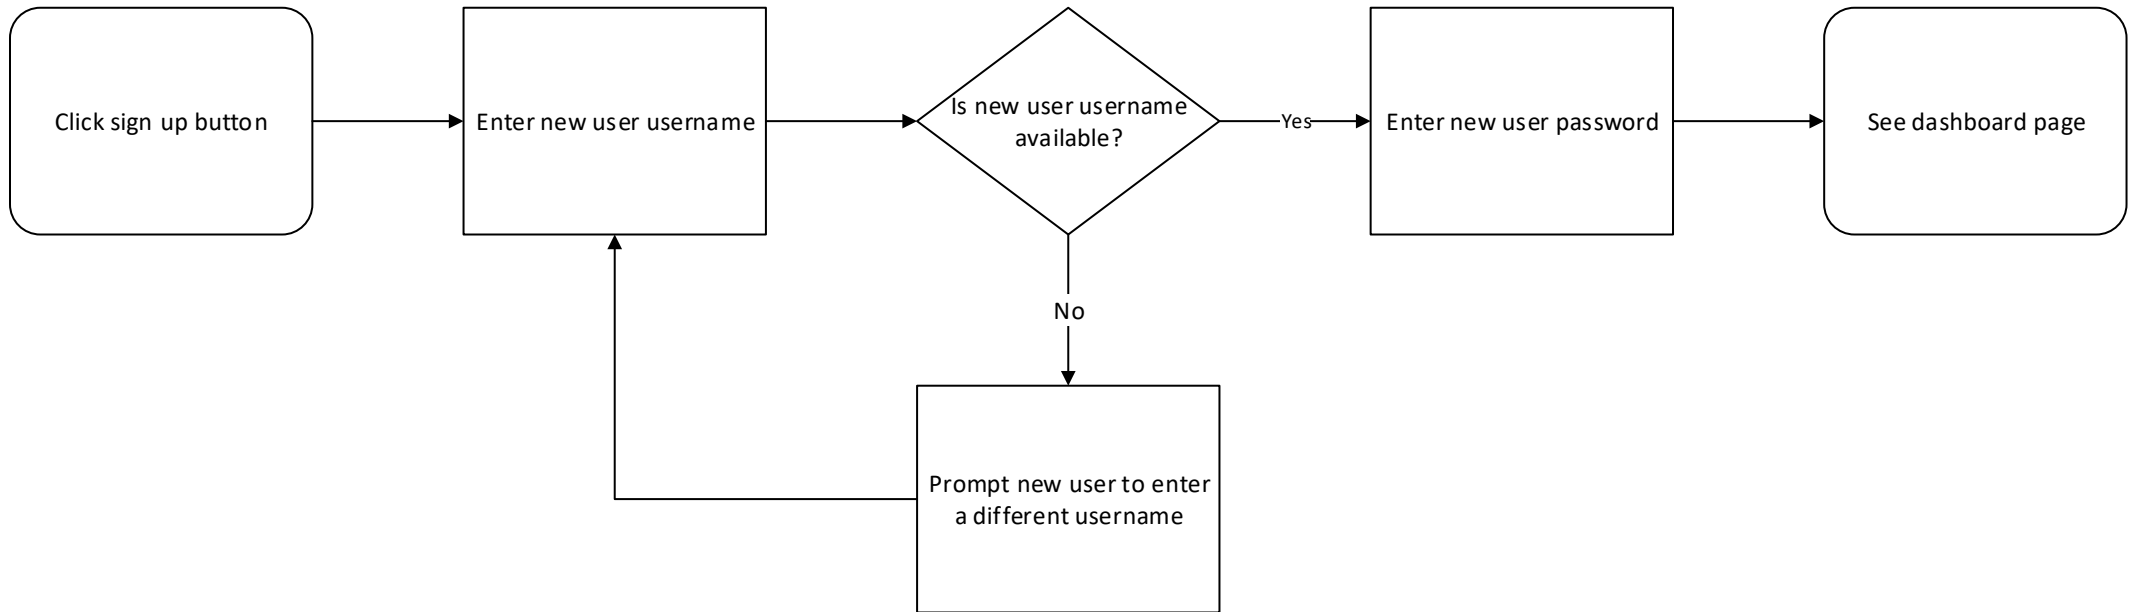 Click sign up button
Enter new user username
Is new user username
available?
Yes
Enter new user password
See dashboard page
No
Prompt new user to enter
a different username